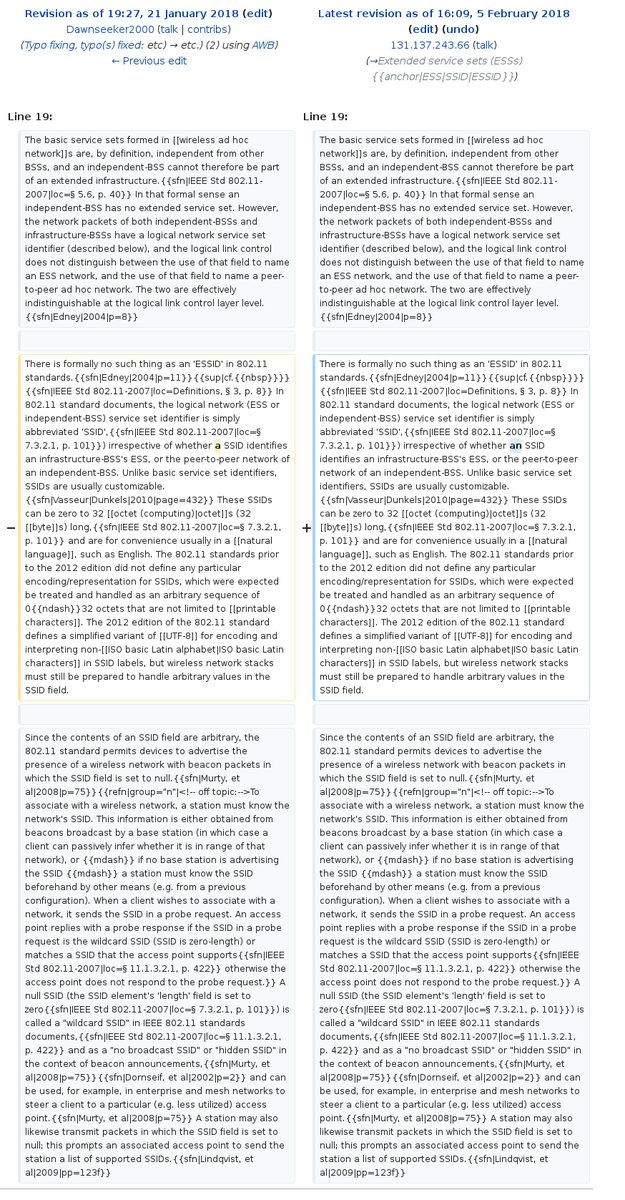 Revision as of 19:27, 21 January 2018 (edit)
Dawnseeker2000 (talk | contribs)
(Typo fixing, typo(s) fixed: etc) → etc.) (2) using AWB)
← Previous edit
Line 19:
The basic service sets formed in [[wireless ad hoc
network]]s are, by definition, independent from other
BSSs, and an independent-BSS cannot therefore be part
of an extended infrastructure.{{sfn|IEEE Std 802.11-
2007|loc=§ 5.6, p. 40}} In that formal sense an
independent-BSS has no extended service set. However,
the network packets of both independent-BSSs and
infrastructure-BSSs have a logical network service set
identifier (described below), and the logical link control
does not distinguish between the use of that field to name
an ESS network, and the use of that field to name a peer-
to-peer ad hoc network. The two are effectively
indistinguishable at the logical link control layer level.
{{sfn|Edney|2004|p=8}}
−
There is formally no such thing as an 'ESSID' in 802.11
standards.{{sfn|Edney|2004|p=11}}{{sup|cf.{{nbsp}}}}
{{sfn|IEEE Std 802.11-2007|loc=Definitions, § 3, p. 8}} In
802.11 standard documents, the logical network (ESS or
independent-BSS) service set identifier is simply
abbreviated 'SSID',{{sfn|IEEE Std 802.11-2007|loc=§
7.3.2.1, p. 101}}) irrespective of whether a SSID identifies
an infrastructure-BSS's ESS, or the peer-to-peer network of
an independent-BSS. Unlike basic service set identifiers,
SSIDs are usually customizable.
{{sfn|Vasseur|Dunkels|2010|page=432}} These SSIDs
can be zero to 32 [[octet (computing)|octet]]s (32
[[byte]]s) long,{{sfn|IEEE Std 802.11-2007|loc=§ 7.3.2.1,
p. 101}} and are for convenience usually in a [[natural
language]], such as English. The 802.11 standards prior
to the 2012 edition did not define any particular
encoding/representation for SSIDs, which were expected
be treated and handled as an arbitrary sequence of
0{{ndash}}32 octets that are not limited to [[printable
characters]]. The 2012 edition of the 802.11 standard
defines a simplified variant of [[UTF-8]] for encoding and
interpreting non-[[ISO basic Latin alphabet|ISO basic Latin
characters]] in SSID labels, but wireless network stacks
must still be prepared to handle arbitrary values in the
SSID field.
Since the contents of an SSID field are arbitrary, the
802.11 standard permits devices to advertise the
presence of a wireless network with beacon packets in
which the SSID field is set to null.{{sfn|Murty, et
al|2008|p=75}}{{refn|group="n"|<!-- off topic:-->To
associate with a wireless network, a station must know the
network's SSID. This information is either obtained from
beacons broadcast by a base station (in which case a
client can passively infer whether it is in range of that
network), or {{mdash}} if no base station is advertising
the SSID {{mdash}} a station must know the SSID
beforehand by other means (e.g. from a previous
configuration). When a client wishes to associate with a
network, it sends the SSID in a probe request. An access
point replies with a probe response if the SSID in a probe
request is the wildcard SSID (SSID is zero-length) or
matches a SSID that the access point supports{{sfn|IEEE
Std 802.11-2007|loc=§ 11.1.3.2.1, p. 422}} otherwise the
access point does not respond to the probe request.}} A
null SSID (the SSID element's 'length' field is set to
zero{{sfn|IEEE Std 802.11-2007|loc=§ 7.3.2.1, p. 101}}) is
called a "wildcard SSID" in IEEE 802.11 standards
documents,{{sfn|IEEE Std 802.11-2007|loc=§ 11.1.3.2.1,
p. 422}} and as a "no broadcast SSID" or "hidden SSID" in
the context of beacon announcements,{{sfn|Murty, et
al|2008|p=75}}{{sfn|Dornseif, et al|2002|p=2}} and can
be used, for example, in enterprise and mesh networks to
steer a client to a particular (e.g. less utilized) access
point.{{sfn|Murty, et al|2008|p=75}} A station may also
likewise transmit packets in which the SSID field is set to
null; this prompts an associated access point to send the
station a list of supported SSIDs.{{sfn|Lindqvist, et
al|2009|pp=123f}}
Latest revision as of 16:09, 5 February 2018
(edit) (undo)
131.137.243.66 (talk)
(→Extended service sets (ESSs)
{{anchor|ESS|SSID|ESSID}})
Line 19:
The basic service sets formed in [[wireless ad hoc
network]]s are, by definition, independent from other
BSSs, and an independent-BSS cannot therefore be part
of an extended infrastructure.{{sfn|IEEE Std 802.11-
2007|loc=§ 5.6, p. 40}} In that formal sense an
independent-BSS has no extended service set. However,
the network packets of both independent-BSSs and
infrastructure-BSSs have a logical network service set
identifier (described below), and the logical link control
does not distinguish between the use of that field to name
an ESS network, and the use of that field to name a peer-
to-peer ad hoc network. The two are effectively
indistinguishable at the logical link control layer level.
{{sfn|Edney|2004|p=8}}
+
There is formally no such thing as an 'ESSID' in 802.11
standards.{{sfn|Edney|2004|p=11}}{{sup|cf.{{nbsp}}}}
{{sfn|IEEE Std 802.11-2007|loc=Definitions, § 3, p. 8}} In
802.11 standard documents, the logical network (ESS or
independent-BSS) service set identifier is simply
abbreviated 'SSID',{{sfn|IEEE Std 802.11-2007|loc=§
7.3.2.1, p. 101}}) irrespective of whether an SSID
identifies an infrastructure-BSS's ESS, or the peer-to-peer
network of an independent-BSS. Unlike basic service set
identifiers, SSIDs are usually customizable.
{{sfn|Vasseur|Dunkels|2010|page=432}} These SSIDs
can be zero to 32 [[octet (computing)|octet]]s (32
[[byte]]s) long,{{sfn|IEEE Std 802.11-2007|loc=§ 7.3.2.1,
p. 101}} and are for convenience usually in a [[natural
language]], such as English. The 802.11 standards prior
to the 2012 edition did not define any particular
encoding/representation for SSIDs, which were expected
be treated and handled as an arbitrary sequence of
0{{ndash}}32 octets that are not limited to [[printable
characters]]. The 2012 edition of the 802.11 standard
defines a simplified variant of [[UTF-8]] for encoding and
interpreting non-[[ISO basic Latin alphabet|ISO basic Latin
characters]] in SSID labels, but wireless network stacks
must still be prepared to handle arbitrary values in the
SSID field.
Since the contents of an SSID field are arbitrary, the
802.11 standard permits devices to advertise the
presence of a wireless network with beacon packets in
which the SSID field is set to null.{{sfn|Murty, et
al|2008|p=75}}{{refn|group="n"|<!-- off topic:-->To
associate with a wireless network, a station must know the
network's SSID. This information is either obtained from
beacons broadcast by a base station (in which case a
client can passively infer whether it is in range of that
network), or {{mdash}} if no base station is advertising
the SSID {{mdash}} a station must know the SSID
beforehand by other means (e.g. from a previous
configuration). When a client wishes to associate with a
network, it sends the SSID in a probe request. An access
point replies with a probe response if the SSID in a probe
request is the wildcard SSID (SSID is zero-length) or
matches a SSID that the access point supports{{sfn|IEEE
Std 802.11-2007|loc=§ 11.1.3.2.1, p. 422}} otherwise the
access point does not respond to the probe request.}} A
null SSID (the SSID element's 'length' field is set to
zero{{sfn|IEEE Std 802.11-2007|loc=§ 7.3.2.1, p. 101}}) is
called a "wildcard SSID" in IEEE 802.11 standards
documents,{{sfn|IEEE Std 802.11-2007|loc=§ 11.1.3.2.1,
p. 422}} and as a "no broadcast SSID" or "hidden SSID" in
the context of beacon announcements,{{sfn|Murty, et
al|2008|p=75}}{{sfn|Dornseif, et al|2002|p=2}} and can
be used, for example, in enterprise and mesh networks to
steer a client to a particular (e.g. less utilized) access
point.{{sfn|Murty, et al|2008|p=75}} A station may also
likewise transmit packets in which the SSID field is set to
null; this prompts an associated access point to send the
station a list of supported SSIDs.{{sfn|Lindqvist, et
al|2009|pp=123f}}